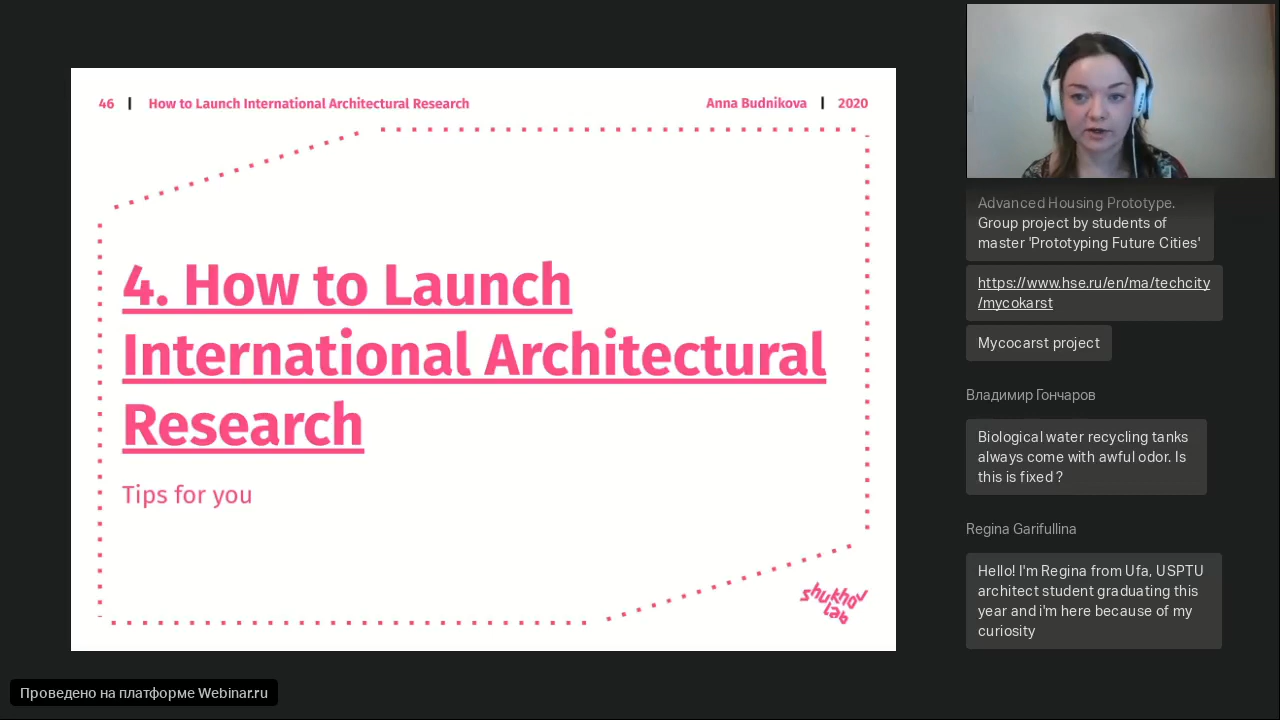 46 | How to Launch International Architectural Research
Anna Budnikova | 2020
4. How to Launch
International Architectural
Research
Tips for you
shukhov
lab
Advanced Housing Prototype.
Group project by students of
master 'Prototyping Future Cities'
https://www.hse.ru/en/ma/techcity
/mycokarst
Mycocarst project
Владимир Гончаров
Biological water recycling tanks
always come with awful odor. Is
this is fixed ?
Regina Garifullina
Hello! I'm Regina from Ufa, USPTU
architect student graduating this
year and i'm here because of my
curiosity
Проведено на платформе Webinar.ru